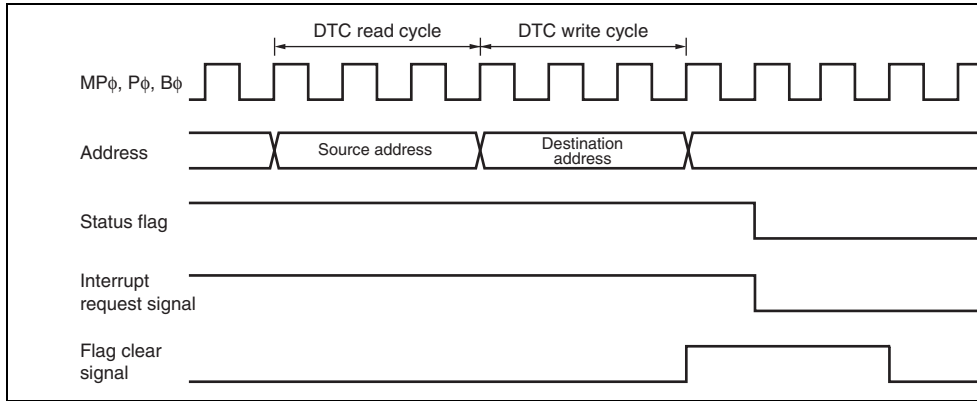 DTC read cycle
DTC write cycle
MPϕ, Pϕ, Bϕ
Address
Source address
Destination
address
Status flag
Interrupt
request signal
Flag clear
signal